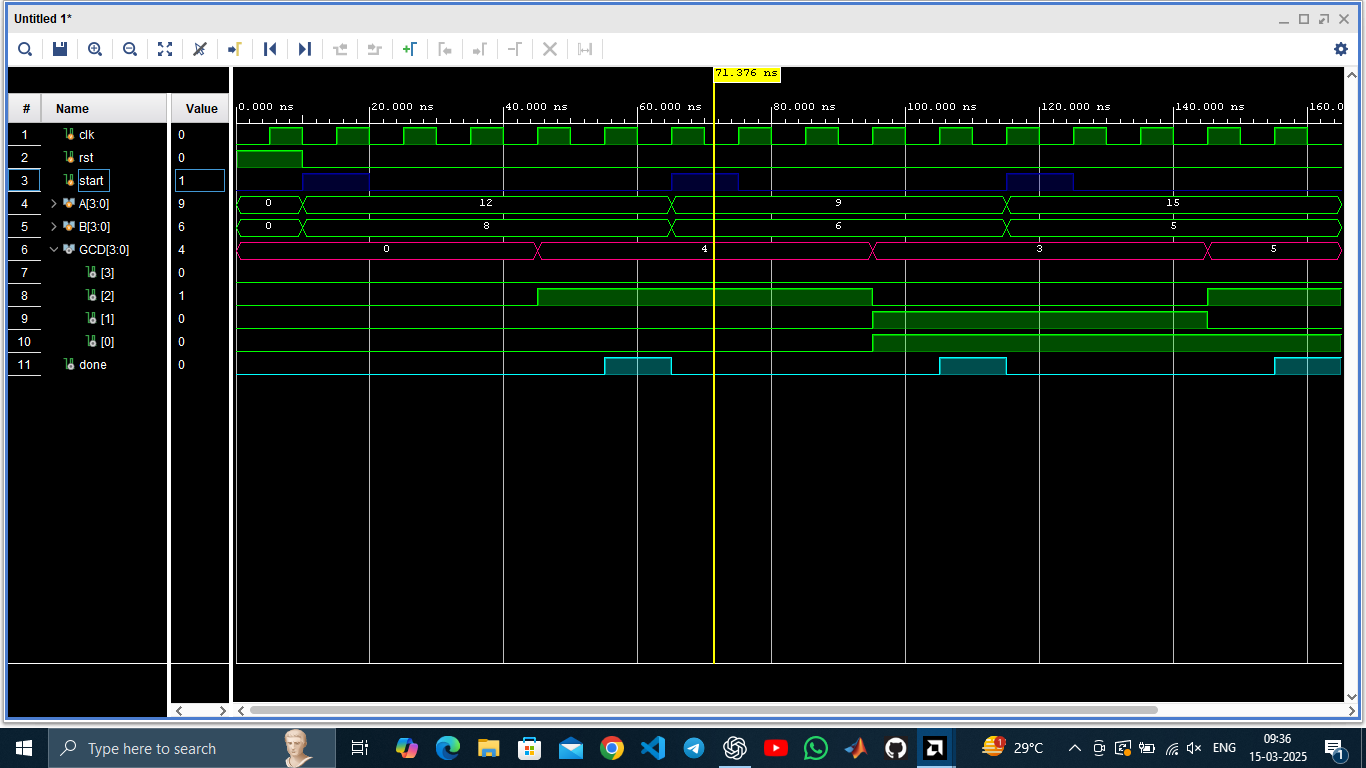 Untitled 1*
71.376 ns
# Name Value
0.000 ns 20.000 ns 40.000 ns 60.000 ns 80.000 ns 100.000 ns 120.000 ns 140.000 ns 160.0
1 clk 0
2 rst 0
3 start 1
4 A[3:0] 9 0 12 9 15
5 B[3:0] 6 0 8 6 5
6 GCD[3:0] 4 0 4 3 5
7 [3] 0
8 [2] 1
9 [1] 0
10 [0] 0
11 done 0
Type here to search
1
29°C
ENG
09:36
15-03-2025
1